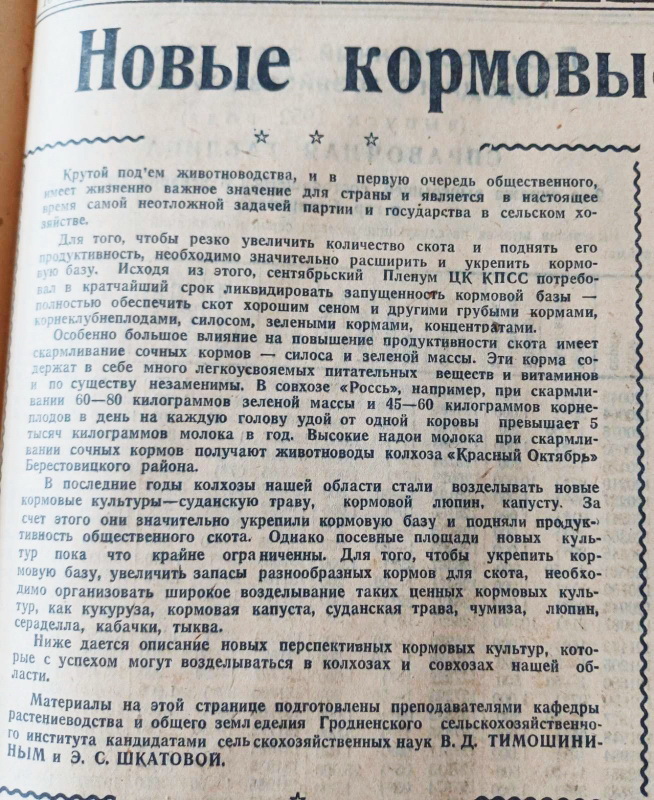 Новые кормовы
Крутой под'ем животноводства, и в первую очередь общественного,
имеет жизненно важное значение для страны и является в настоящее
время самой неотложной задачей партии и государства в сельском хо-
зяйстве.
Для того, чтобы резко увеличить количество скота и поднять его
продуктивность, необходимо значительно расширить и укрепить кормо-
вую базу. Исходя из этого, сентябрьский Пленум ЦК КПСС потребо-
вал в кратчайший срок ликвидировать запущенность кормовой базы —
полностью обеспечить скот хорошим сеном и другими грубыми кормами,
корнеклубнеплодами, силосом, зелеными кормами, концентратами.
Особенно большое влияние на повышение продуктивности скота имеет
скармливание сочных кормов — силоса и зеленой массы. Эти корма со-
держат в себе много легкоусвояемых питательных веществ и витаминов
и по существу незаменимы. В совхозе «Россь», например, при скармли-
вании 60—80 килограммов зеленой массы и 45—60 килограммов корне-
плодов в день на каждую голову удой от одной коровы превышает 5
тысяч килограммов молока в год. Высокие надои молока при скармли-
вании сочных кормов получают животноводы колхоза «Красный Октябрь»
Берестовицкого района.
В последние годы колхозы нашей области стали возделывать новые
кормовые культуры—суданскую траву, кормовой люпин, капусту. За
счет этого они значительно укрепили кормовую базу и подняли продук-
тивность общественного скота. Однако посевные площади новых куль-
тур пока что крайне ограниченны. Для того, чтобы укрепить кор-
мовую базу, увеличить запасы разнообразных кормов для скота, необхо-
димо организовать широкое возделывание таких ценных кормовых куль-
тур, как кукуруза, кормовая капуста, суданская трава, чумиза, люпин,
сераделла, кабачки, тыква.
Ниже дается описание новых перспективных кормовых культур, кото-
рые с успехом могут возделываться в колхозах и совхозах нашей об-
ласти.
Материалы на этой странице подготовлены преподавателями кафедры
растениеводства и общего земледелия Гродненского сельскохозяйственно-
го института кандидатами сельскохозяйственных наук В. Д. ТИМОШИНИ-
НЫМ и Э. С. ШКАТОВОЙ.